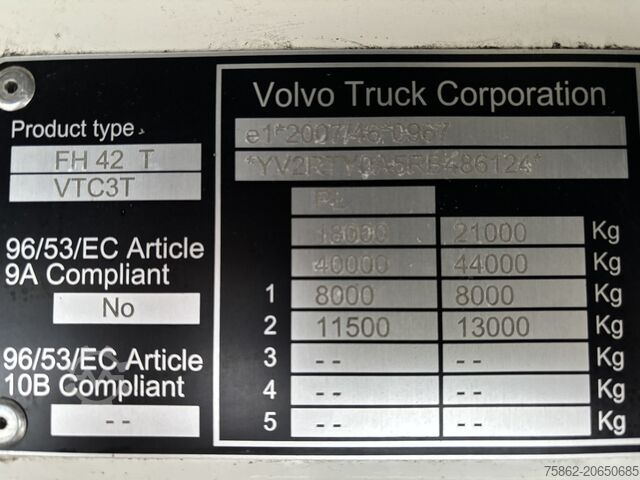 Product type
FH 42 T
VTC3T
96/53/EC Article
9A Compliant
No
96/53/EC Article
10B Compliant
--
Volvo Truck Corporation
e1*2007/46*0967
PL
18000 21000 Kg
40000 44000 Kg
1 8000 8000 Kg
2 11500 13000 Kg
3 -- -- Kg
4 -- -- Kg
5 -- -- Kg
75862-20650685